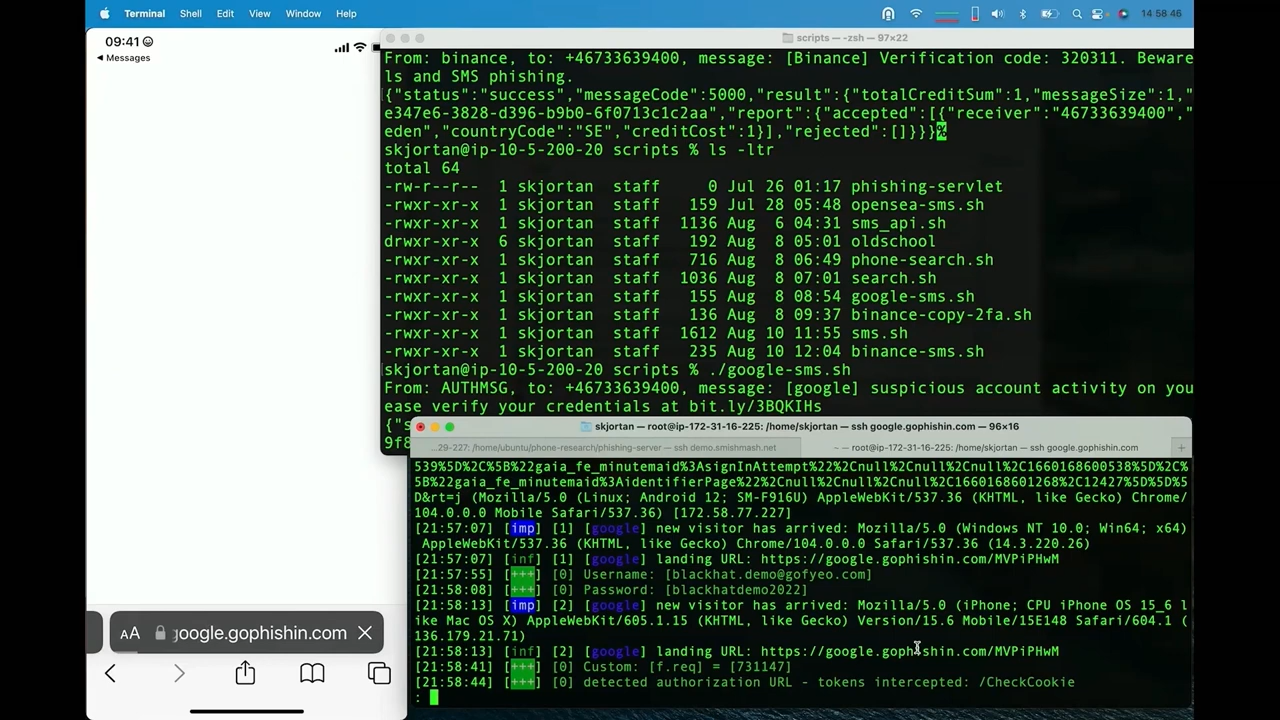 Terminal Shell Edit View Window Help 14 58 46
09:41
Messages
scripts — -zsh — 97×22
From: binance, to: +46733639400, message: [Binance] Verification code: 320311. Beware
ls and SMS phishing.
{"status":"success","messageCode":5000,"result":{"totalCreditSum":1,"messageSize":1,"
e347e6-3828-d396-b9b0-6f0713c1c2aa","report":{"accepted":[{"receiver":"46733639400","
eden","countryCode":"SE","creditCost":1}],"rejected":[]}}}%
skjortan@ip-10-5-200-20 scripts % ls -ltr
total 64
-rw-r--r-- 1 skjortan staff 0 Jul 26 01:17 phishing-servlet
-rwxr-xr-x 1 skjortan staff 159 Jul 28 05:48 opensea-sms.sh
-rwxr-xr-x 1 skjortan staff 1136 Aug 6 04:31 sms_api.sh
drwxr-xr-x 6 skjortan staff 192 Aug 8 05:01 oldschool
-rwxr-xr-x 1 skjortan staff 716 Aug 8 06:49 phone-search.sh
-rwxr-xr-x 1 skjortan staff 1036 Aug 8 07:01 search.sh
-rwxr-xr-x 1 skjortan staff 155 Aug 8 08:54 google-sms.sh
-rwxr-xr-x 1 skjortan staff 136 Aug 8 09:37 binance-copy-2fa.sh
-rwxr-xr-x 1 skjortan staff 1612 Aug 10 11:55 sms.sh
-rwxr-xr-x 1 skjortan staff 235 Aug 10 12:04 binance-sms.sh
skjortan@ip-10-5-200-20 scripts % ./google-sms.sh
From: AUTHMSG, to: +46733639400, message: [google] suspicious account activity on you
ease verify your credentials at bit.ly/3BQKIHs
{"s
9f8
skjortan — root@ip-172-31-16-225: /home/skjortan — ssh google.gophishin.com — 96×16
...29-227: /home/ubuntu/phone-research/phishing-server — ssh demo.smishmash.net
~ — root@ip-172-31-16-225: /home/skjortan — ssh google.gophishin.com +
539%5D%2C%5B%22gaia_fe_minutemaid%3AsignInAttempt%22%2Cnull%2Cnull%2Cnull%2C1660168600538%5D%2C%
5B%22gaia_fe_minutemaid%3AidentifierPage%22%2Cnull%2Cnull%2C1660168601268%2C12427%5D%5D%5
D&rt=j (Mozilla/5.0 (Linux; Android 12; SM-F916U) AppleWebKit/537.36 (KHTML, like Gecko) Chrome/
104.0.0.0 Mobile Safari/537.36) [172.58.77.227]
[21:57:07] [imp] [1] [google] new visitor has arrived: Mozilla/5.0 (Windows NT 10.0; Win64; x64)
AppleWebKit/537.36 (KHTML, like Gecko) Chrome/104.0.0.0 Safari/537.36 (14.3.220.26)
[21:57:07] [inf] [1] [google] landing URL: https://google.gophishin.com/MVPiPHwM
[21:57:55] [+++] [0] Username: [blackhat.demo@gofyeo.com]
[21:58:08] [+++] [0] Password: [blackhatdemo2022]
[21:58:13] [imp] [2] [google] new visitor has arrived: Mozilla/5.0 (iPhone; CPU iPhone OS 15_6 l
ike Mac OS X) AppleWebKit/605.1.15 (KHTML, like Gecko) Version/15.6 Mobile/15E148 Safari/604.1 (
136.179.21.71)
[21:58:13] [inf] [2] [google] landing URL: https://google.gophishin.com/MVPiPHwM
[21:58:41] [+++] [0] Custom: [f.req] = [731147]
[21:58:44] [+++] [0] detected authorization URL - tokens intercepted: /CheckCookie
:
AA google.gophishin.com